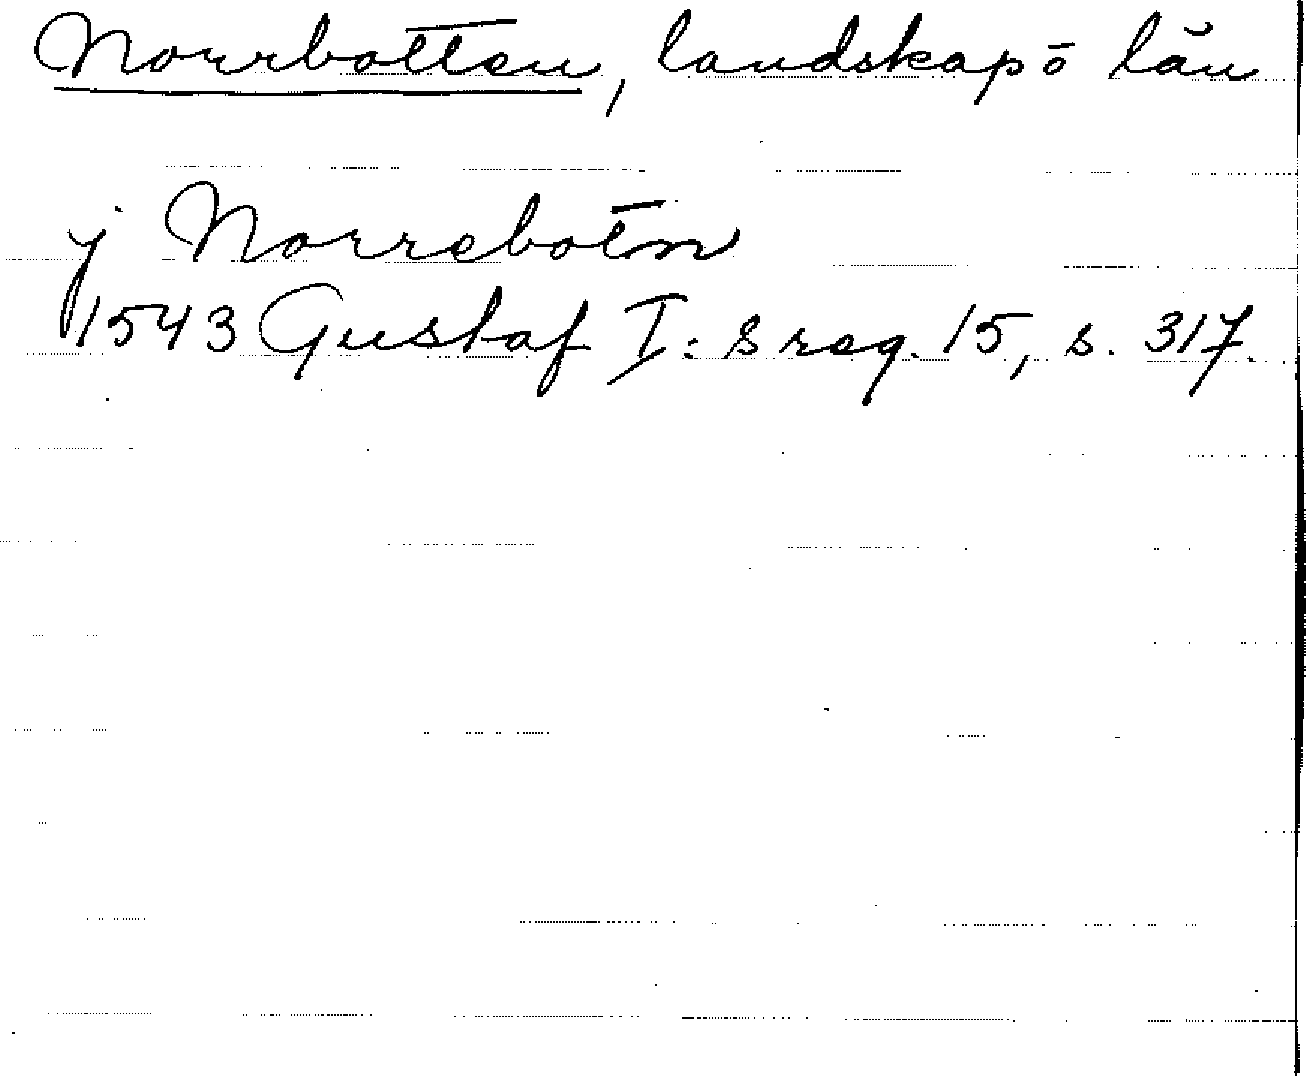 Norrbotten, landskap o län
j Norrebotn
1543 Gustaf I:s reg. 15, s. 317.